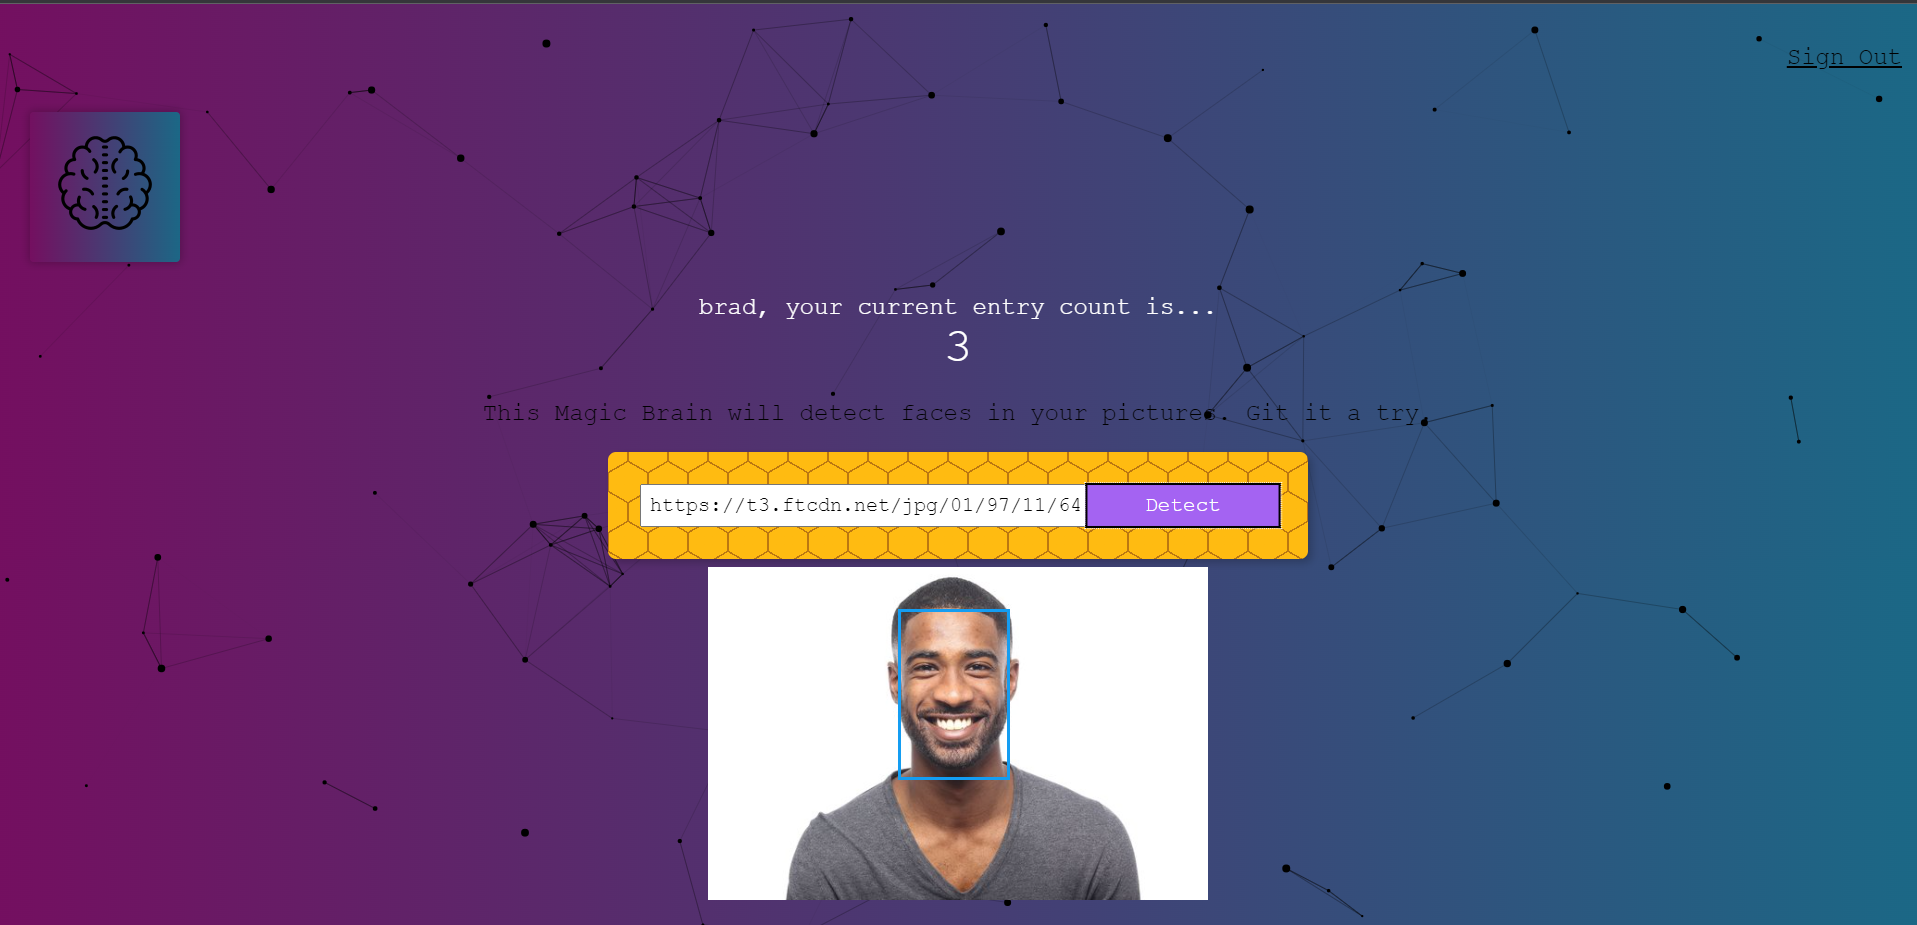 Sign Out
brad, your current entry count is...
3
This Magic Brain will detect faces in your pictures. Git it a try.
https://t3.ftcdn.net/jpg/01/97/11/64
Detect